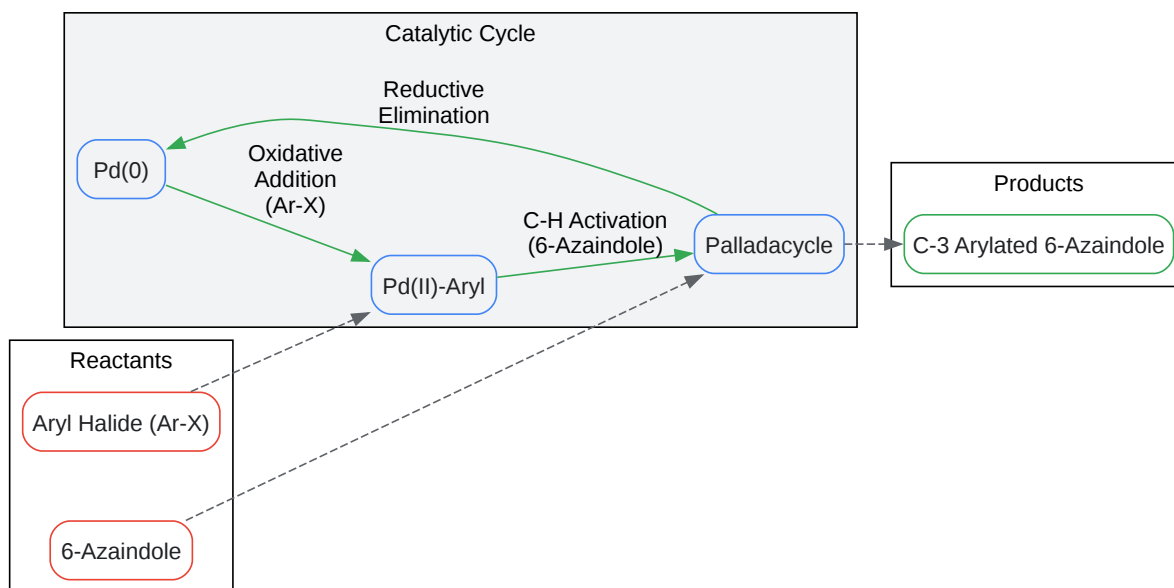 Catalytic Cycle
Reductive
Elimination
Pd(0)
Oxidative
Addition
(Ar-X)
C-H Activation
(6-Azaindole)
Pd(II)-Aryl
Palladacycle
Products
C-3 Arylated 6-Azaindole
Reactants
Aryl Halide (Ar-X)
6-Azaindole